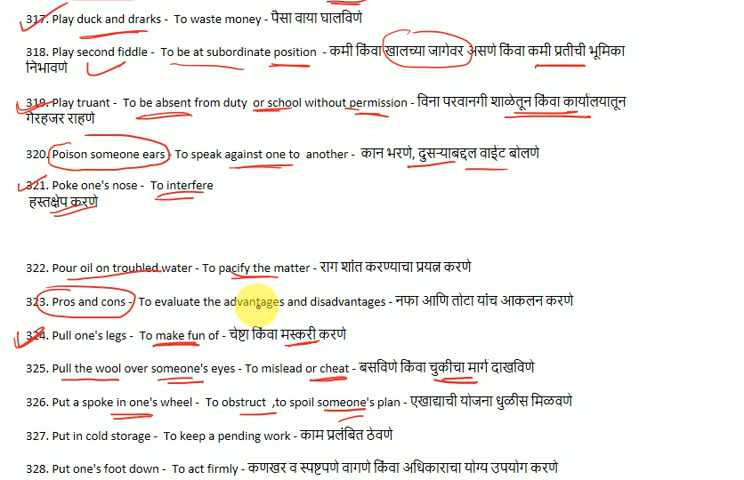 317. Play duck and drarks - To waste money - पैसा वाया घालविणे
318. Play second fiddle - To be at subordinate position - कमी किंवा खालच्या जागेवर असणे किंवा कमी प्रतीची भूमिका
निभावणे
319. Play truant - To be absent from duty or school without permission - विना परवानगी शाळेतून किंवा कार्यालयातून
गैरहजर राहणे
320. Poison someone ears - To speak against one to another - कान भरणे, दुसऱ्याबद्दल वाईट बोलणे
321. Poke one's nose - To interfere
हस्तक्षेप करणे
322. Pour oil on troubled water - To pacify the matter - राग शांत करण्याचा प्रयत्न करणे
323. Pros and cons - To evaluate the advantages and disadvantages - नफा आणि तोटा यांच आकलन करणे
324. Pull one's legs - To make fun of - चेष्टा किंवा मस्करी करणे
325. Pull the wool over someone's eyes - To mislead or cheat - बसविणे किंवा चुकीचा मार्ग दाखविणे
326. Put a spoke in one's wheel - To obstruct ,to spoil someone's plan - एखाद्याची योजना धुळीस मिळवणे
327. Put in cold storage - To keep a pending work - काम प्रलंबित ठेवणे
328. Put one's foot down - To act firmly - कणखर व स्पष्टपणे वागणे किंवा अधिकाराचा योग्य उपयोग करणे